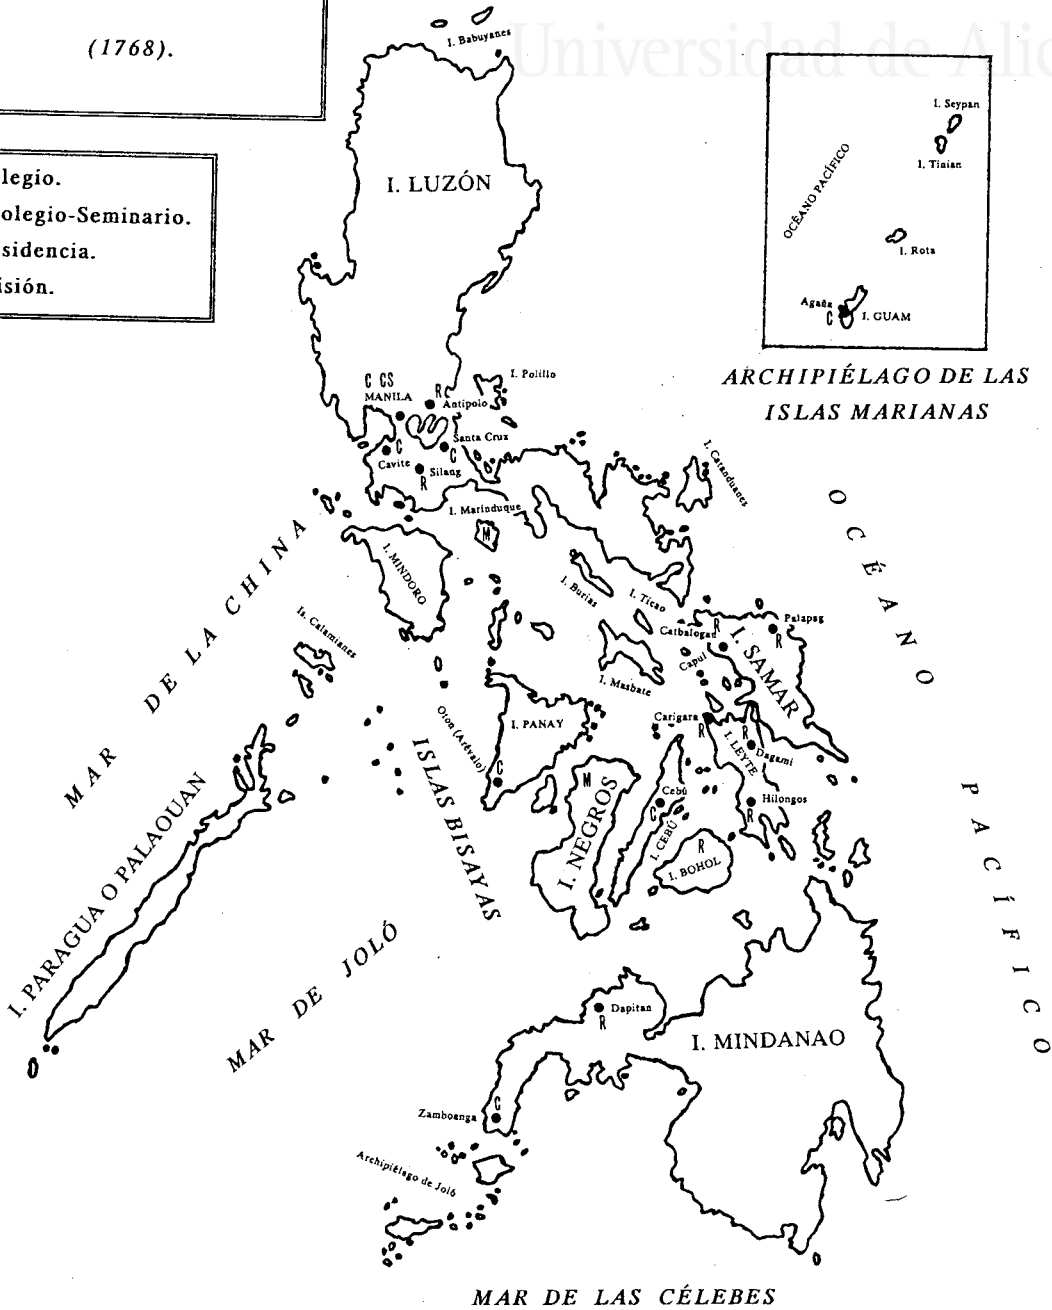 Universidad de Alic
(1768).
legio.
olegio-Seminario.
sidencia.
isión.
I. Babuyanes
I. LUZÓN
I. Seypan
I. Tinian
OCÉANO PACÍFICO
I. Rota
Agaña
C
I. GUAM
ARCHIPIÉLAGO DE LAS
ISLAS MARIANAS
C CS
MANILA
R
Antipolo
I. Polillo
C
Cavite
Santa Cruz
C
Silang
R
I. Catanduanes
I. Marinduque
M
I. MINDORO
MAR DE LA CHINA
OCÉANO PACÍFICO
I. Burias
I. Ticao
Is. Calamianes
Catbalogan
R
Palapag
R
Capul
I. SAMAR
I. Masbate
I. PANAY
Oton (Arévalo)
C
Carigara
R
I. LEYTE
R
Dagami
ISLAS BISAYAS
M
I. NEGROS
Cebú
C
I. CEBÚ
Hilongos
R
R
I. BOHOL
I. PARAGUA O PALAOUAN
MAR DE JOLÓ
Dapitan
R
I. MINDANAO
C
Zamboanga
Archipiélago de Joló
MAR DE LAS CÉLEBES